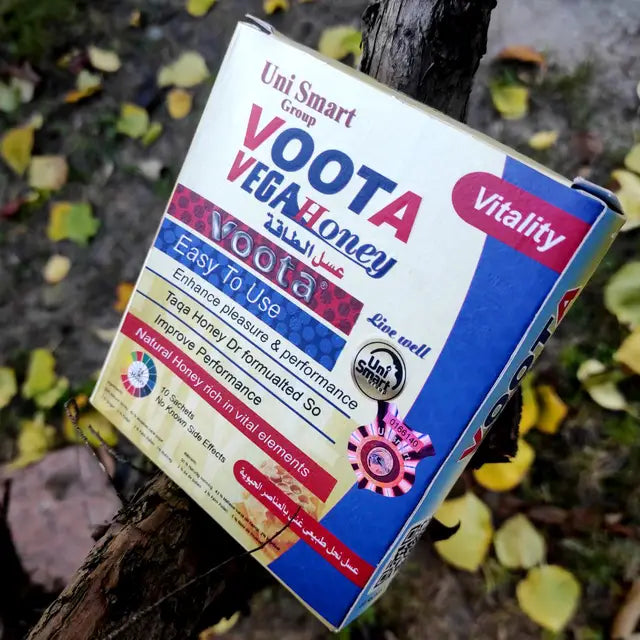 Uni Smart
Group
VOOTA
VEGAHoney
عسل الطاقة
Vitality
voota®
Easy To Use
Enhance pleasure & performance
Taqa Honey Dr formualted So
Improve Performance
Natural Honey rich in vital elements
Live well
Uni
Smart
10 Sachets
No Known Side Effects
عسل نحل طبيعي غني بالعناصر الحيوية
VOOTA